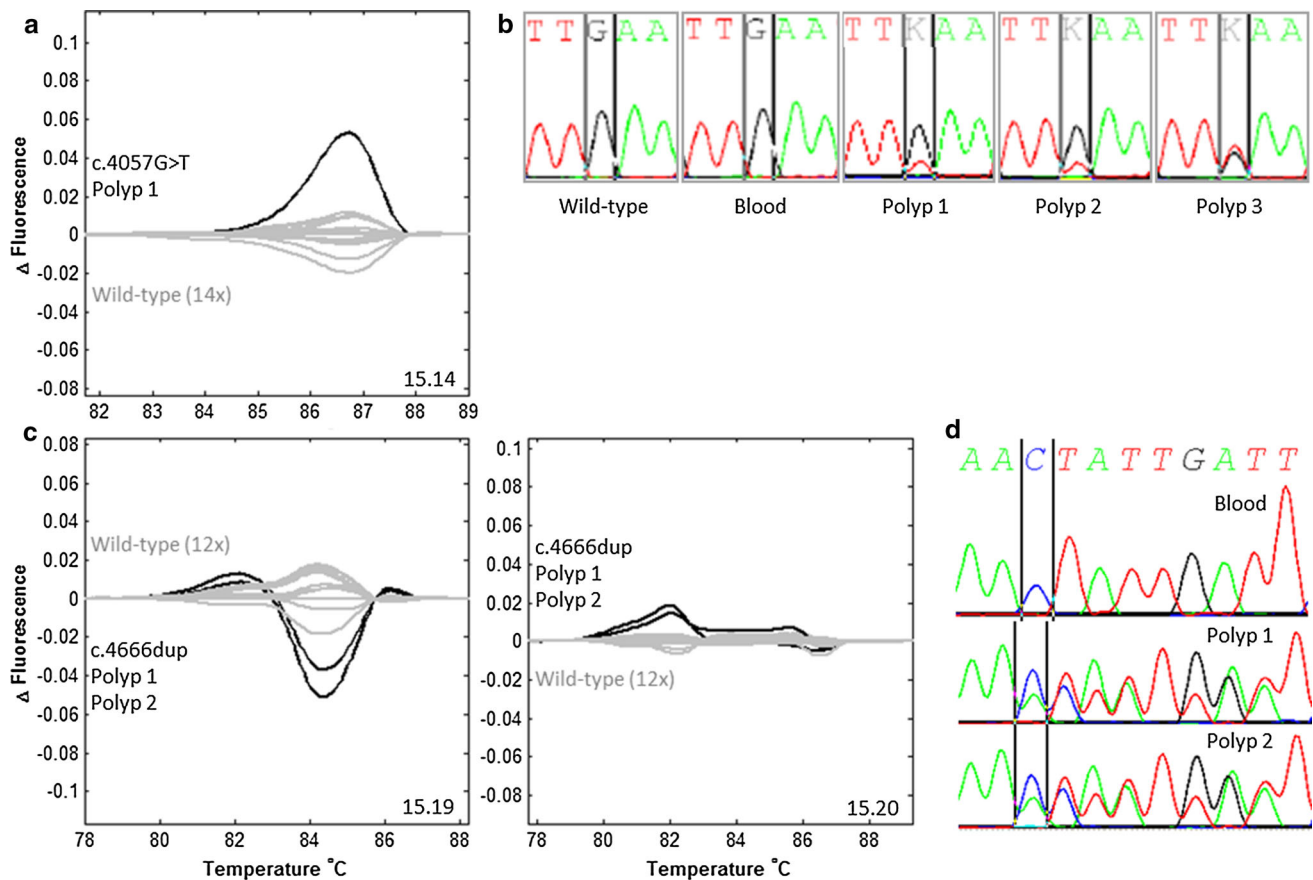 a
0.1
0.08
0.06
0.04
0.02
0
-0.02
-0.04
-0.06
-0.08
Δ Fluorescence
c.4057G>T
Polyp 1
Wild-type (14x)
15.14
82 83 84 85 86 87 88 89
b
T T G A A
T T G A A
T T K A A
T T K A A
T T K A A
Wild-type
Blood
Polyp 1
Polyp 2
Polyp 3
c
0.08
0.06
0.04
0.02
0
-0.02
-0.04
-0.06
-0.08
-0.1
Δ Fluorescence
Wild-type (12x)
c.4666dup
Polyp 1
Polyp 2
15.19
78 80 82 84 86 88
Temperature °C
0.1
0.08
0.06
0.04
0.02
0
-0.02
-0.04
-0.06
-0.08
c.4666dup
Polyp 1
Polyp 2
Wild-type (12x)
15.20
78 80 82 84 86 88
Temperature °C
d
A A C T A T T G A T T
Blood
Polyp 1
Polyp 2